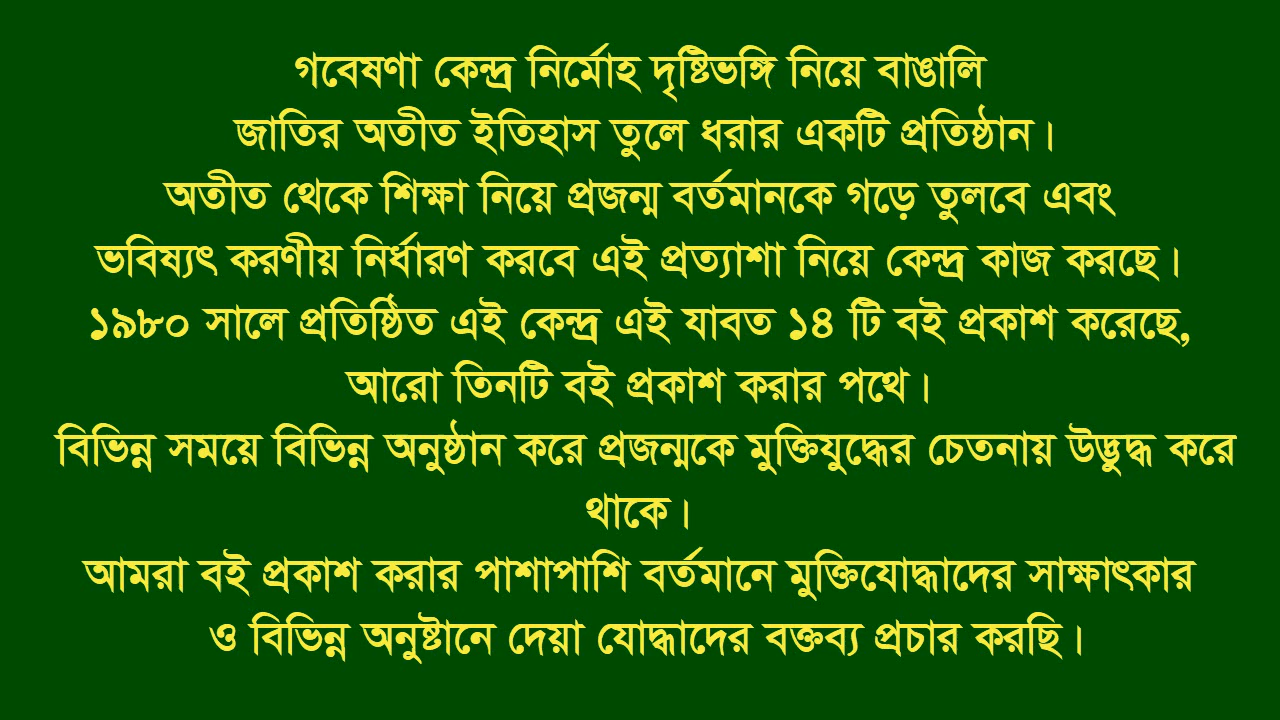 গবেষণা কেন্দ্র নির্মোহ দৃষ্টিভঙ্গি নিয়ে বাঙালি
জাতির অতীত ইতিহাস তুলে ধরার একটি প্রতিষ্ঠান।
অতীত থেকে শিক্ষা নিয়ে প্রজন্ম বর্তমানকে গড়ে তুলবে এবং
ভবিষ্যৎ করণীয় নির্ধারণ করবে এই প্রত্যাশা নিয়ে কেন্দ্র কাজ করছে।
১৯৮০ সালে প্রতিষ্ঠিত এই কেন্দ্র এই যাবত ১৪ টি বই প্রকাশ করেছে,
আরো তিনটি বই প্রকাশ করার পথে।
বিভিন্ন সময়ে বিভিন্ন অনুষ্ঠান করে প্রজন্মকে মুক্তিযুদ্ধের চেতনায় উদ্ভুদ্ধ করে
থাকে।
আমরা বই প্রকাশ করার পাশাপাশি বর্তমানে মুক্তিযোদ্ধাদের সাক্ষাৎকার
ও বিভিন্ন অনুষ্টানে দেয়া যোদ্ধাদের বক্তব্য প্রচার করছি।